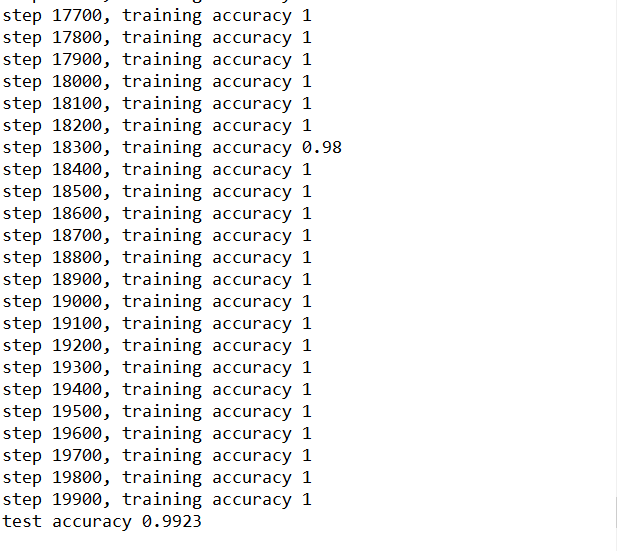 step 17700, training accuracy 1
step 17800, training accuracy 1
step 17900, training accuracy 1
step 18000, training accuracy 1
step 18100, training accuracy 1
step 18200, training accuracy 1
step 18300, training accuracy 0.98
step 18400, training accuracy 1
step 18500, training accuracy 1
step 18600, training accuracy 1
step 18700, training accuracy 1
step 18800, training accuracy 1
step 18900, training accuracy 1
step 19000, training accuracy 1
step 19100, training accuracy 1
step 19200, training accuracy 1
step 19300, training accuracy 1
step 19400, training accuracy 1
step 19500, training accuracy 1
step 19600, training accuracy 1
step 19700, training accuracy 1
step 19800, training accuracy 1
step 19900, training accuracy 1
test accuracy 0.9923